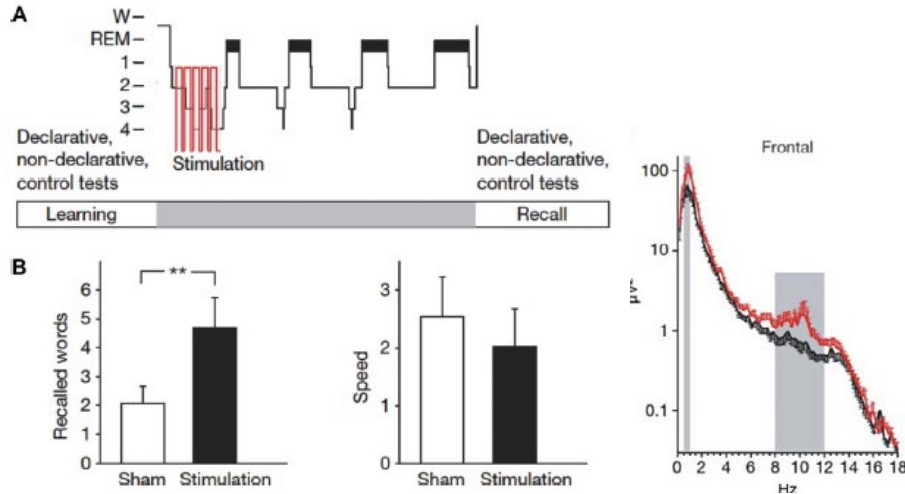 A
W
REM
1
2
3
4
Declarative,
non-declarative,
control tests
Stimulation
Declarative,
non-declarative,
control tests
Learning
Recall
B
6
5
4
3
2
1
0
Recalled words
**
Sham
Stimulation
3
2
1
0
Speed
Sham
Stimulation
Frontal
100
10
1
0.1
0 2 4 6 8 10 12 14 16 18
Hz